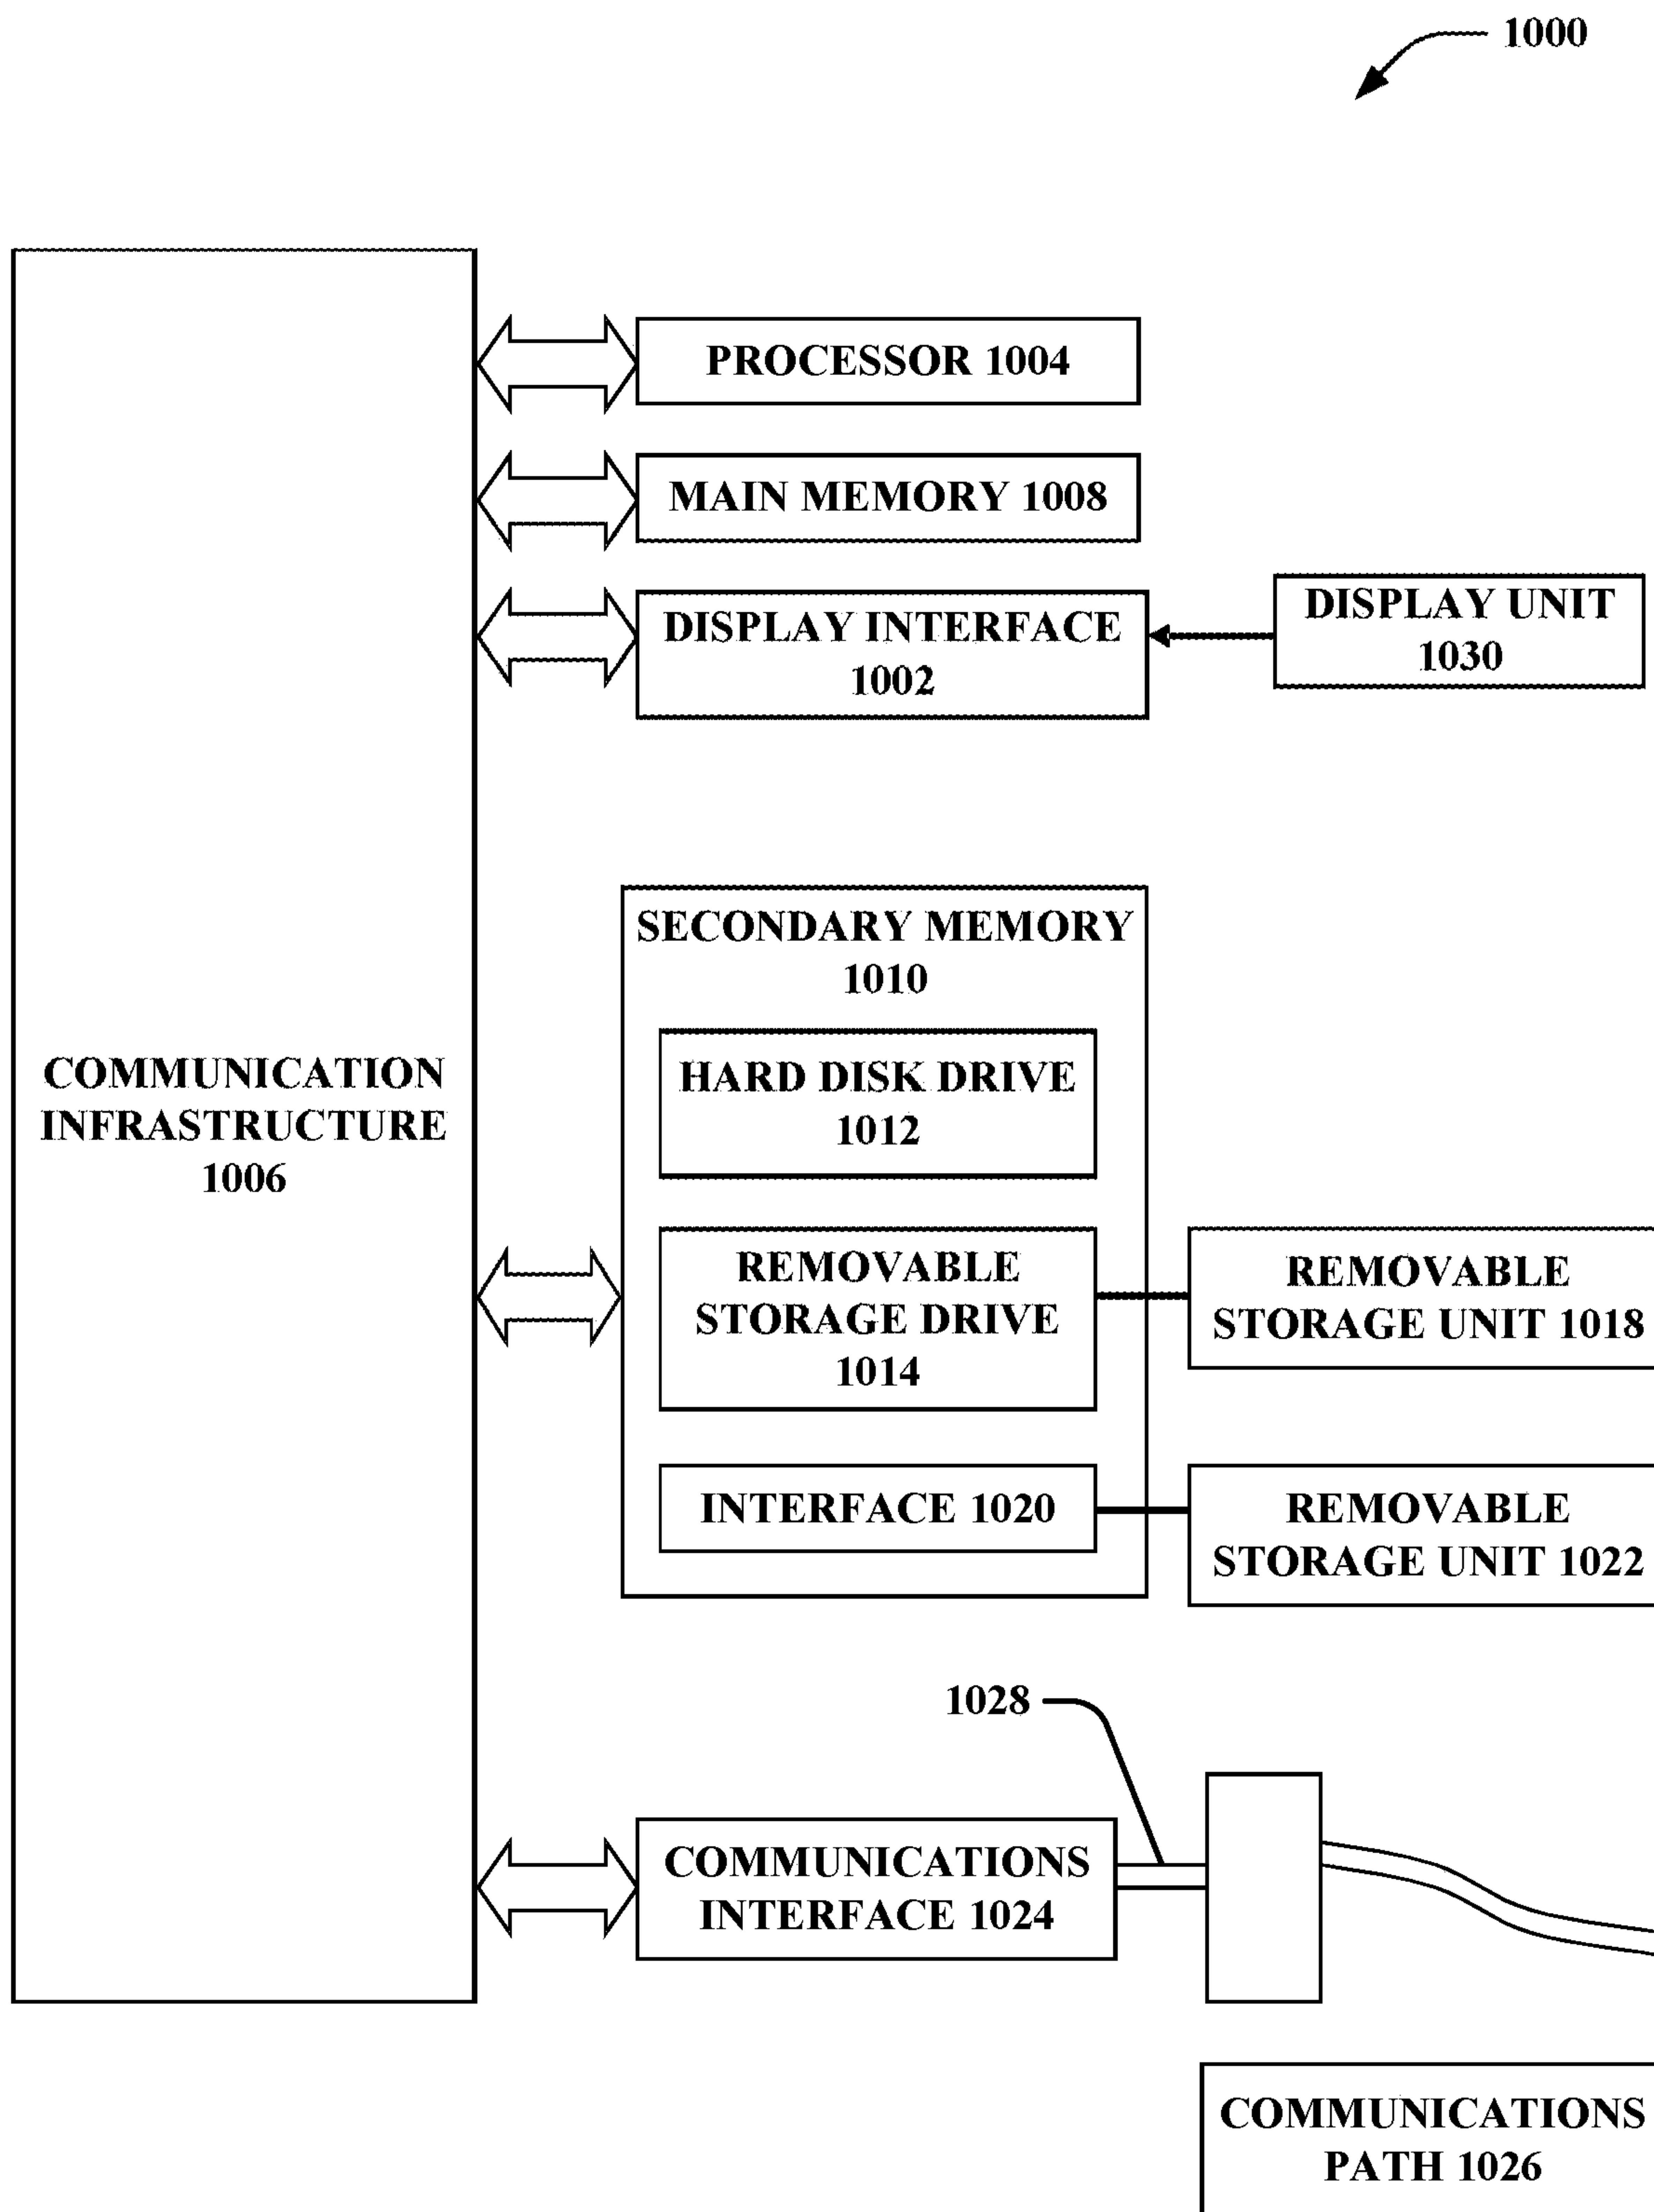 1000
PROCESSOR 1004
MAIN MEMORY 1008
DISPLAY INTERFACE
1002
DISPLAY UNIT
1030
SECONDARY MEMORY
1010
HARD DISK DRIVE
1012
COMMUNICATION
INFRASTRUCTURE
1006
REMOVABLE
STORAGE DRIVE
1014
REMOVABLE
STORAGE UNIT 1018
INTERFACE 1020
REMOVABLE
STORAGE UNIT 1022
1028
COMMUNICATIONS
INTERFACE 1024
COMMUNICATIONS
PATH 1026